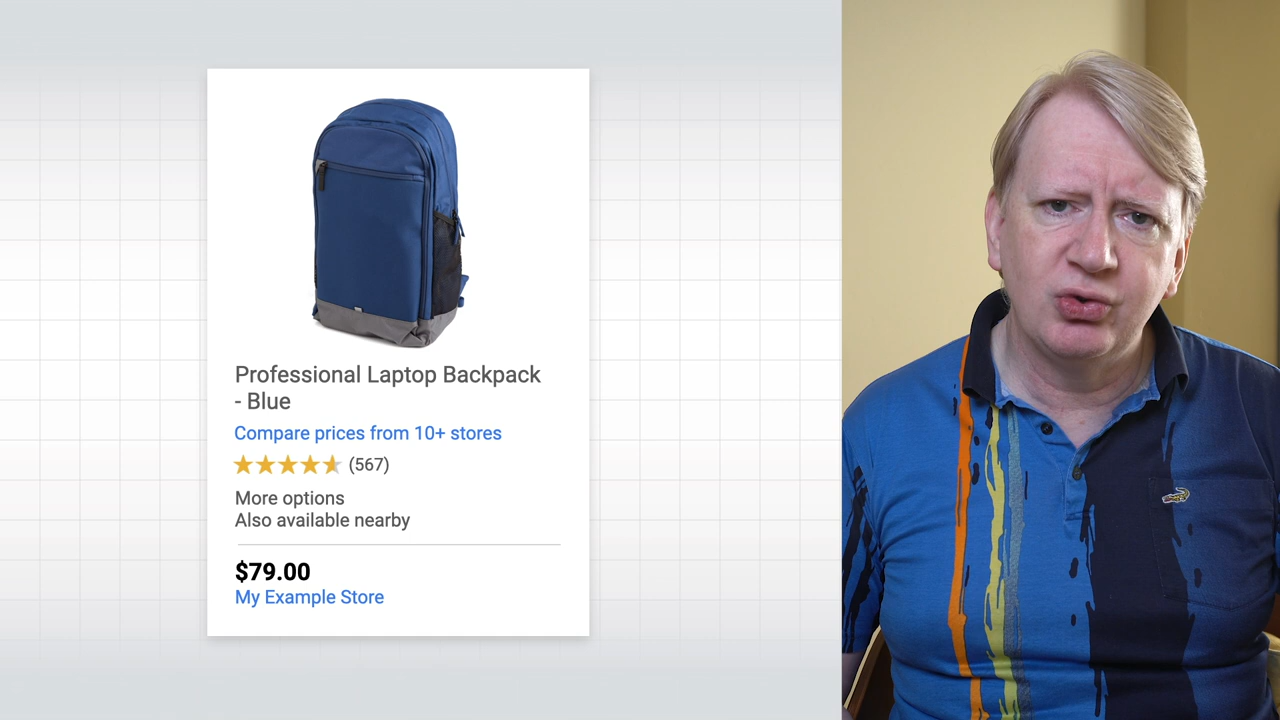 Professional Laptop Backpack
- Blue
Compare prices from 10+ stores
(567)
More options
Also available nearby
$79.00
My Example Store